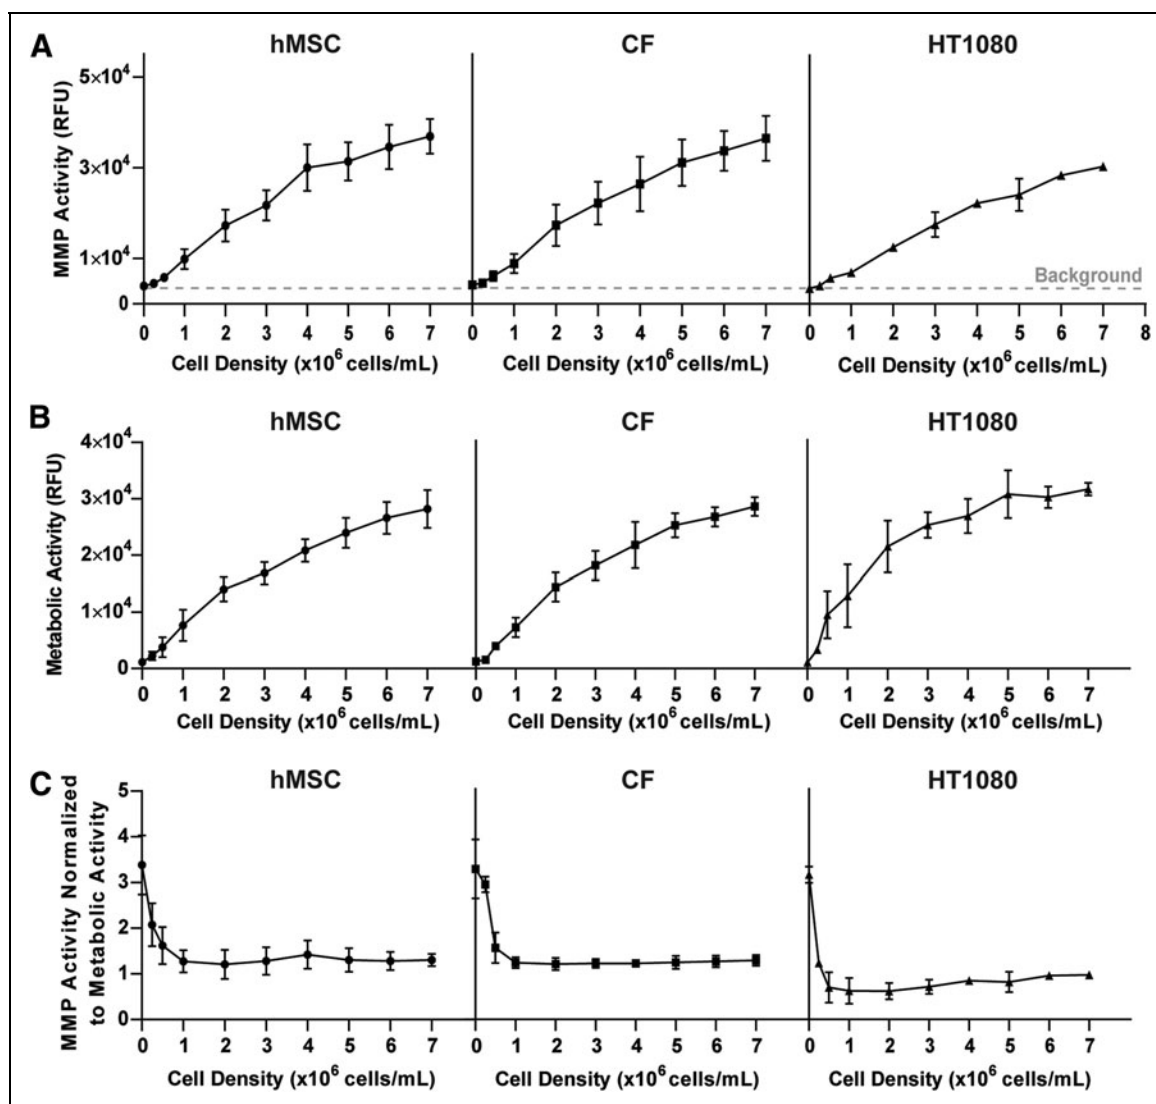 A
hMSC
CF
HT1080
MMP Activity (RFU)
5×10⁴
3×10⁴
1×10⁴
0
Background
0 1 2 3 4 5 6 7
0 1 2 3 4 5 6 7
0 1 2 3 4 5 6 7 8
Cell Density (x10⁶ cells/mL)
Cell Density (x10⁶ cells/mL)
Cell Density (x10⁶ cells/mL)
B
hMSC
CF
HT1080
Metabolic Activity (RFU)
4×10⁴
3×10⁴
2×10⁴
1×10⁴
0
0 1 2 3 4 5 6 7
0 1 2 3 4 5 6 7
0 1 2 3 4 5 6 7
Cell Density (x10⁶ cells/mL)
Cell Density (x10⁶ cells/mL)
Cell Density (x10⁶ cells/mL)
C
hMSC
CF
HT1080
MMP Activity Normalized
to Metabolic Activity
5
4
3
2
1
0
0 1 2 3 4 5 6 7
0 1 2 3 4 5 6 7
0 1 2 3 4 5 6 7
Cell Density (x10⁶ cells/mL)
Cell Density (x10⁶ cells/mL)
Cell Density (x10⁶ cells/mL)